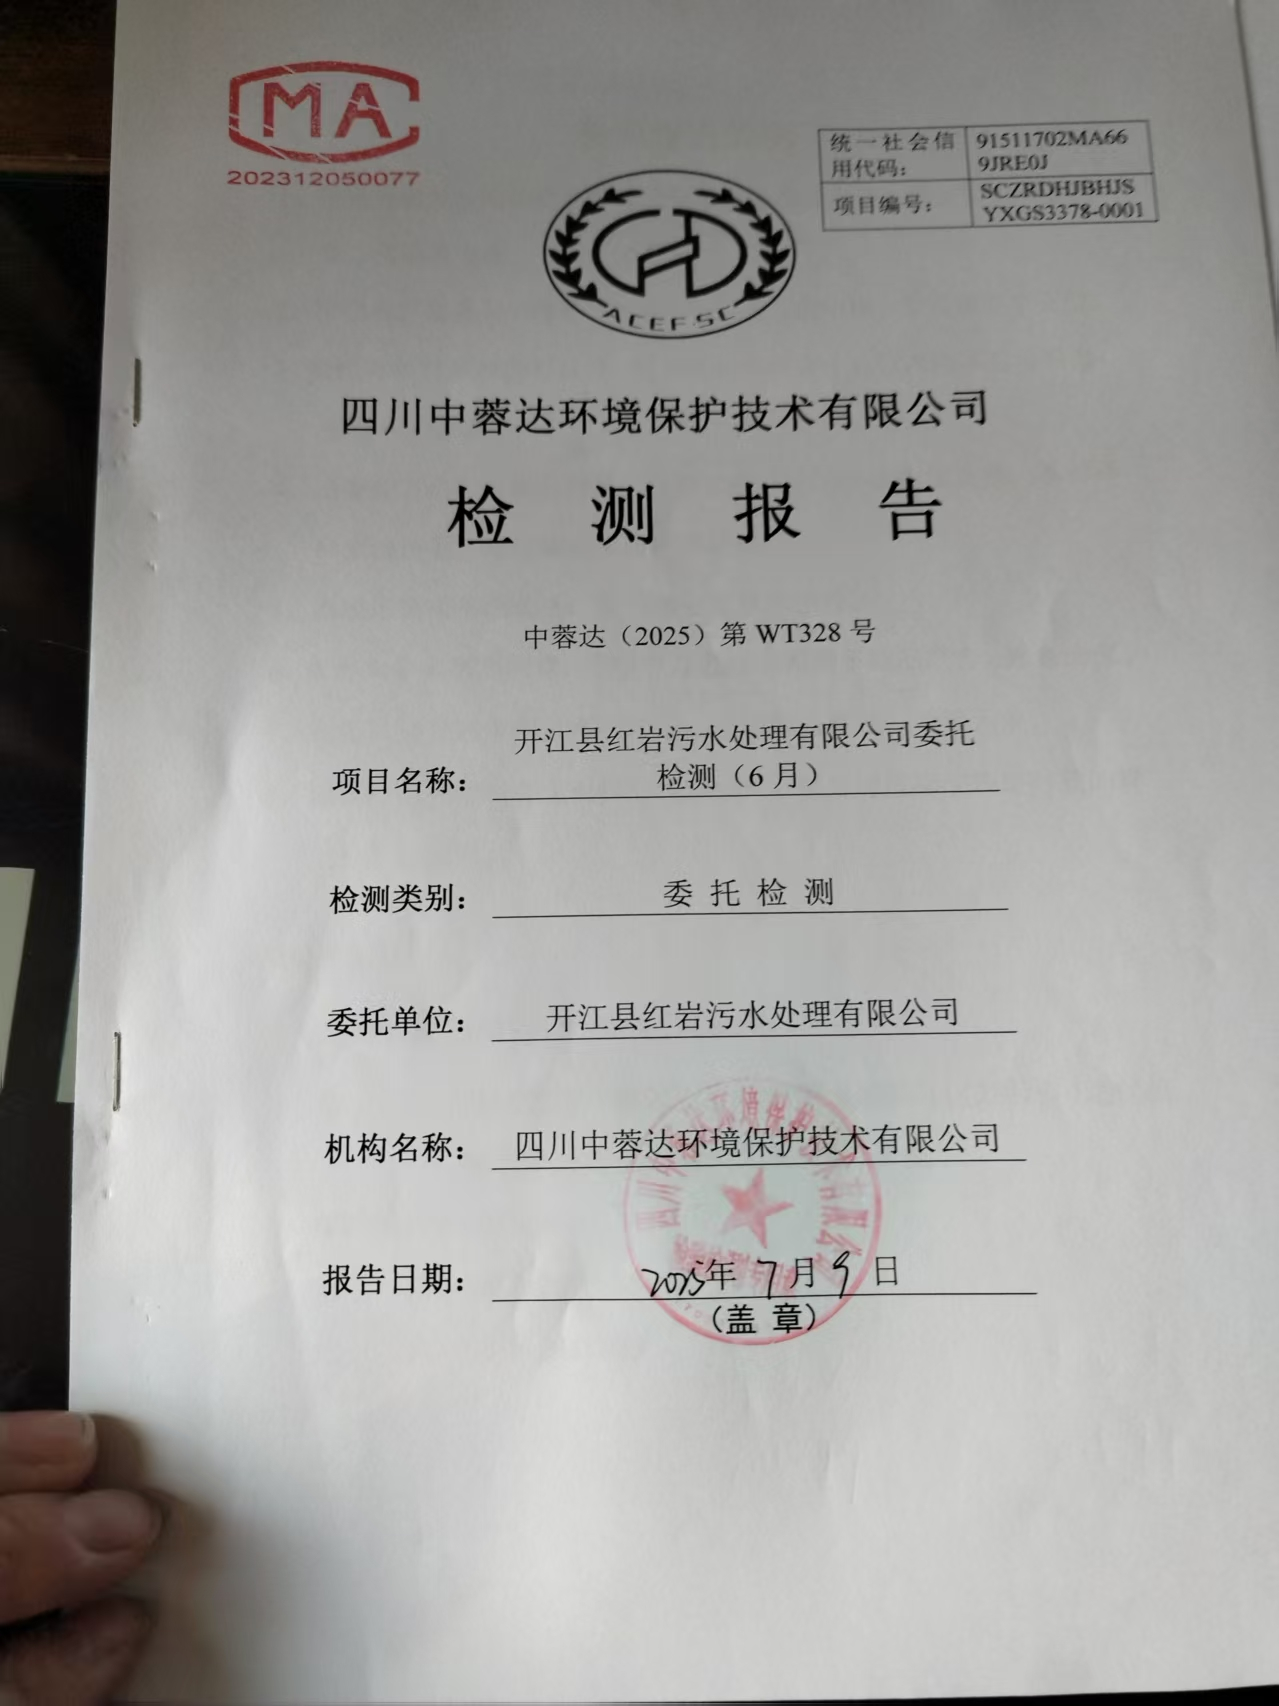 MA
202312050077
统一社会信用代码：
91511702MA66
9JRE0J
项目编号：
SCZRDHJBHJS
YXGS3378-0001
ACEF·SC
四川中蓉达环境保护技术有限公司
检测报告
中蓉达（2025）第 WT328 号
开江县红岩污水处理有限公司委托
项目名称： 检测（6 月）
检测类别： 委托检测
委托单位： 开江县红岩污水处理有限公司
机构名称： 四川中蓉达环境保护技术有限公司
报告日期： 2025年 7 月 9 日
（盖 章）